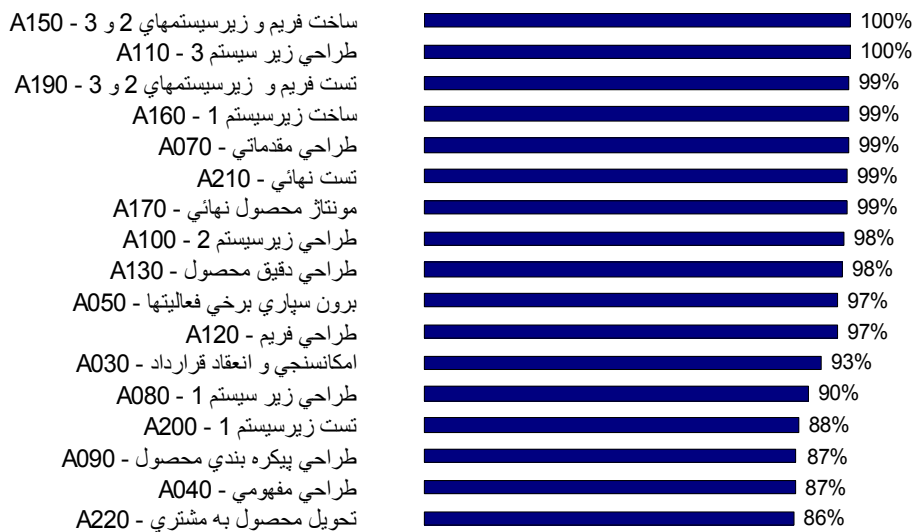 ساخت فريم و زيرسيستمهاي 2 و 3 - A150 100%
طراحي زير سيستم 3 - A110 100%
تست فريم و زيرسيستمهاي 2 و 3 - A190 99%
ساخت زيرسيستم 1 - A160 99%
طراحي مقدماتي - A070 99%
تست نهائي - A210 99%
مونتاژ محصول نهائي - A170 99%
طراحي زيرسيستم 2 - A100 98%
طراحي دقيق محصول - A130 98%
برون سپاري برخي فعاليتها - A050 97%
طراحي فريم - A120 97%
امكانسنجي و انعقاد قرارداد - A030 93%
طراحي زير سيستم 1 - A080 90%
تست زيرسيستم 1 - A200 88%
طراحي پيكره بندي محصول - A090 87%
طراحي مفهومي - A040 87%
تحويل محصول به مشتري - A220 86%